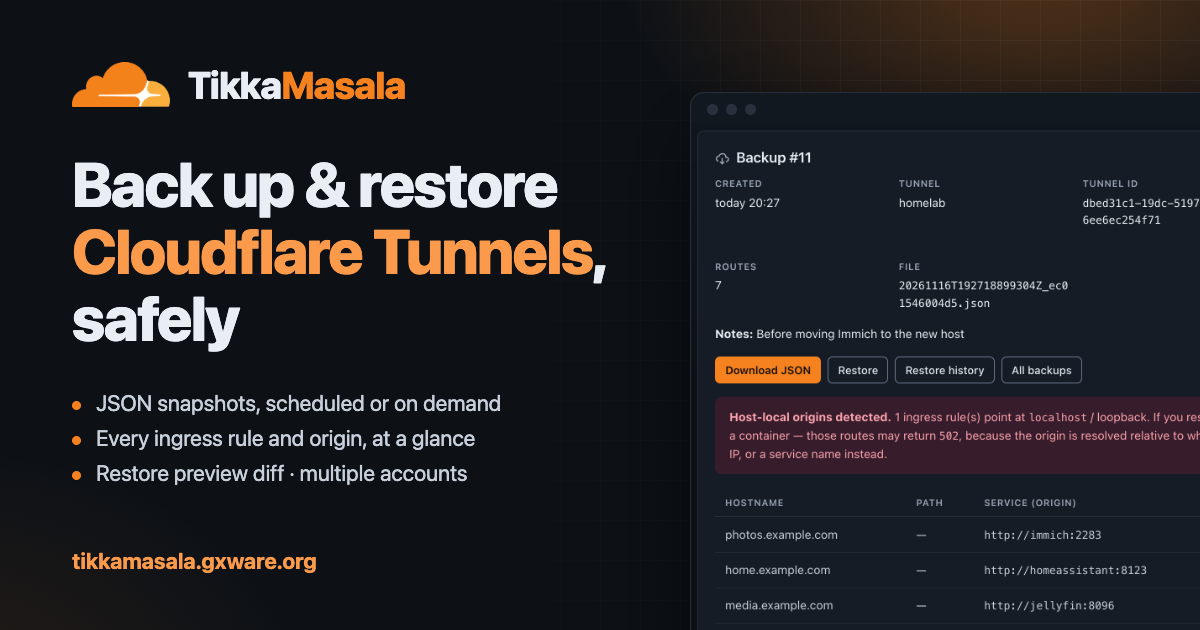 TikkaMasala
Back up & restore
Cloudflare Tunnels,
safely
JSON snapshots, scheduled or on demand
Every ingress rule and origin, at a glance
Restore preview diff · multiple accounts
tikkamasala.gxware.org
Backup #11
CREATED TUNNEL TUNNEL ID
today 20:27 homelab dbed31c1-19dc-5197
6ee6ec254f71
ROUTES FILE
7 20261116T192718899304Z_ec0
1546004d5.json
Notes: Before moving Immich to the new host
Download JSON Restore Restore history All backups
Host-local origins detected. 1 ingress rule(s) point at localhost / loopback. If you res
a container — those routes may return 502, because the origin is resolved relative to wh
IP, or a service name instead.
HOSTNAME PATH SERVICE (ORIGIN)
photos.example.com — http://immich:2283
home.example.com — http://homeassistant:8123
media.example.com — http://jellyfin:8096